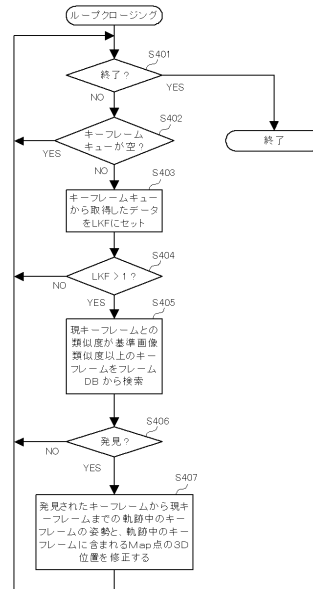 ループクロージング
S401
終了?
YES
NO
S402
キーフレーム
キューが空?
終了
YES
NO
S403
キーフレームキュー
から取得したデータ
をLKFにセット
S404
LKF > 1?
NO
YES
S405
現キーフレームとの
類似度が基準画像
類似度以上のキー
フレームをフレーム
DBから検索
S406
発見?
NO
YES
S407
発見されたキーフレームから現キ
ーフレームまでの軌跡中のキーフ
レームの姿勢と、軌跡中のキーフ
レームに含まれるMap点の3D
位置を修正する